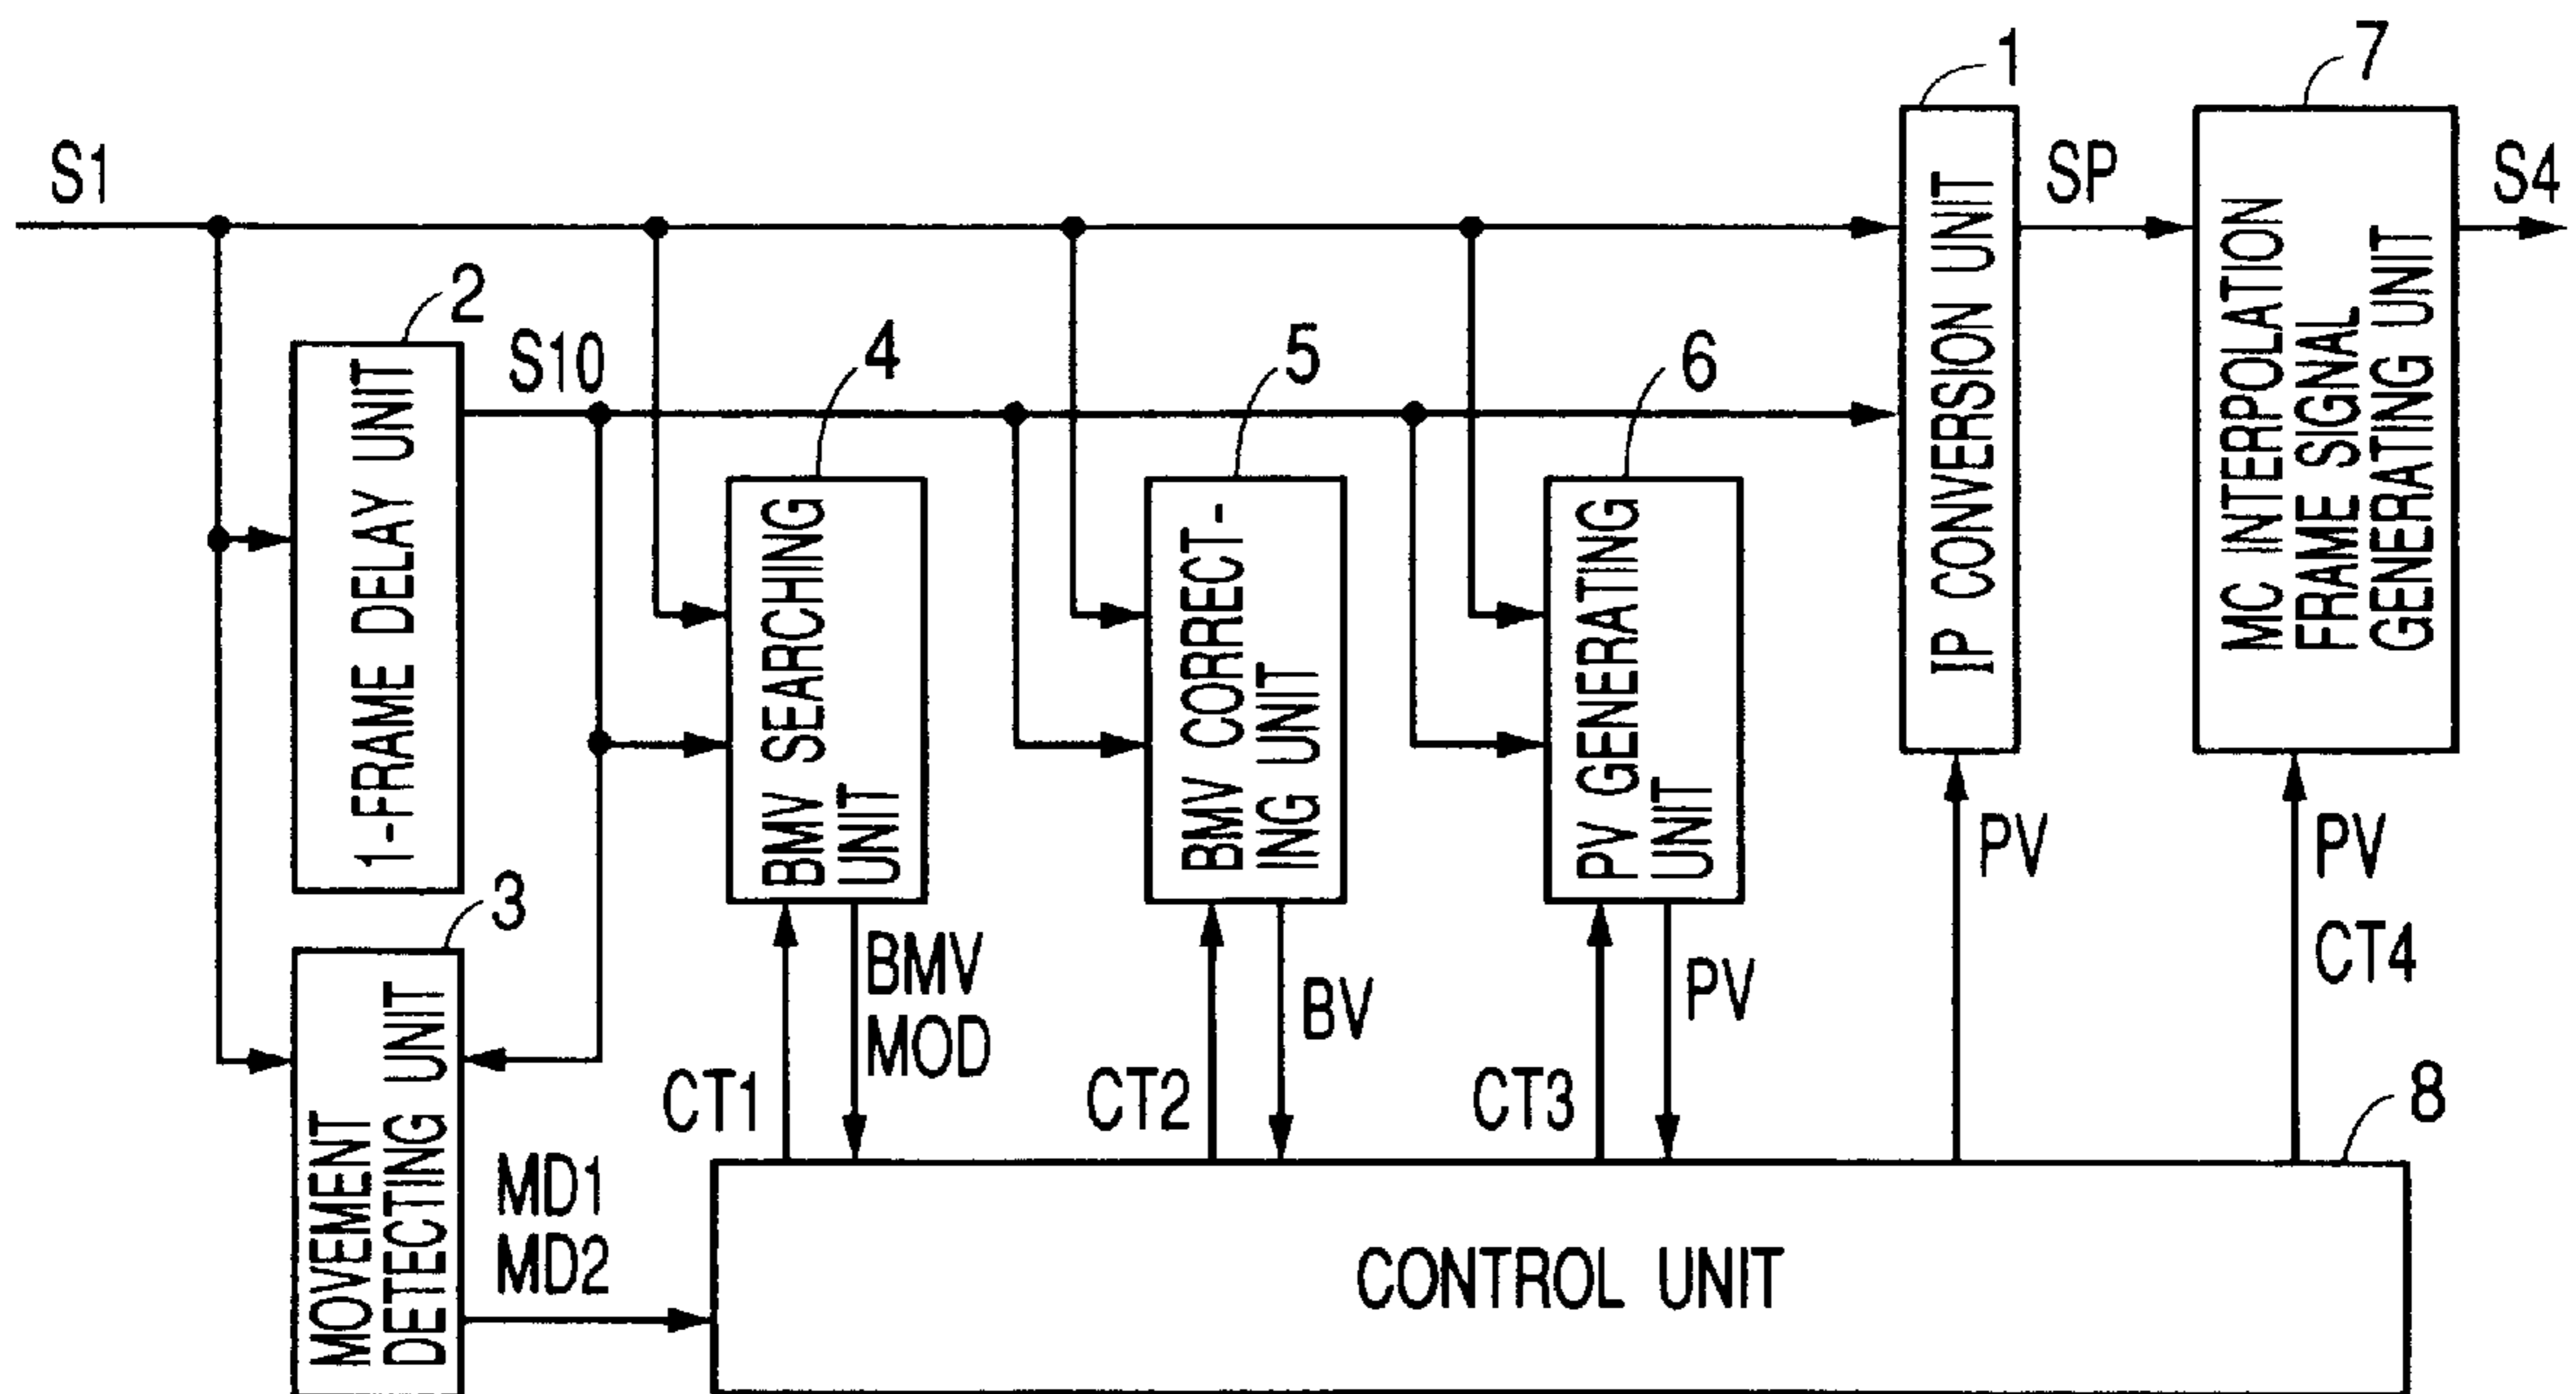 1
7
S1
SP
S4
2
S10
4
5
6
1-FRAME DELAY UNIT
BMV SEARCHING
UNIT
BMV CORRECT-
ING UNIT
PV GENERATING
UNIT
IP CONVERSION UNIT
MC INTERPOLATION
FRAME SIGNAL
GENERATING UNIT
3
MOVEMENT
DETECTING UNIT
BMV
MOD
BV
PV
PV
PV
CT4
CT1
CT2
CT3
8
MD1
MD2
CONTROL UNIT